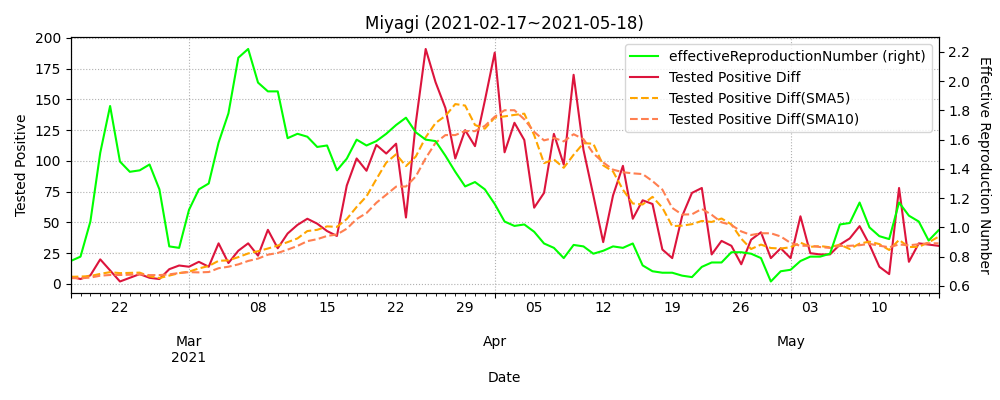 Miyagi (2021-02-17~2021-05-18)
effectiveReproductionNumber (right)
Tested Positive Diff
Tested Positive Diff(SMA5)
Tested Positive Diff(SMA10)
Tested Positive
200
175
150
125
100
75
50
25
0
2.2
2.0
1.8
1.6
1.4
1.2
1.0
0.8
0.6
Effective Reproduction Number
22 08 15 22 29 05 12 19 26 03 10
Mar Apr May
2021
Date